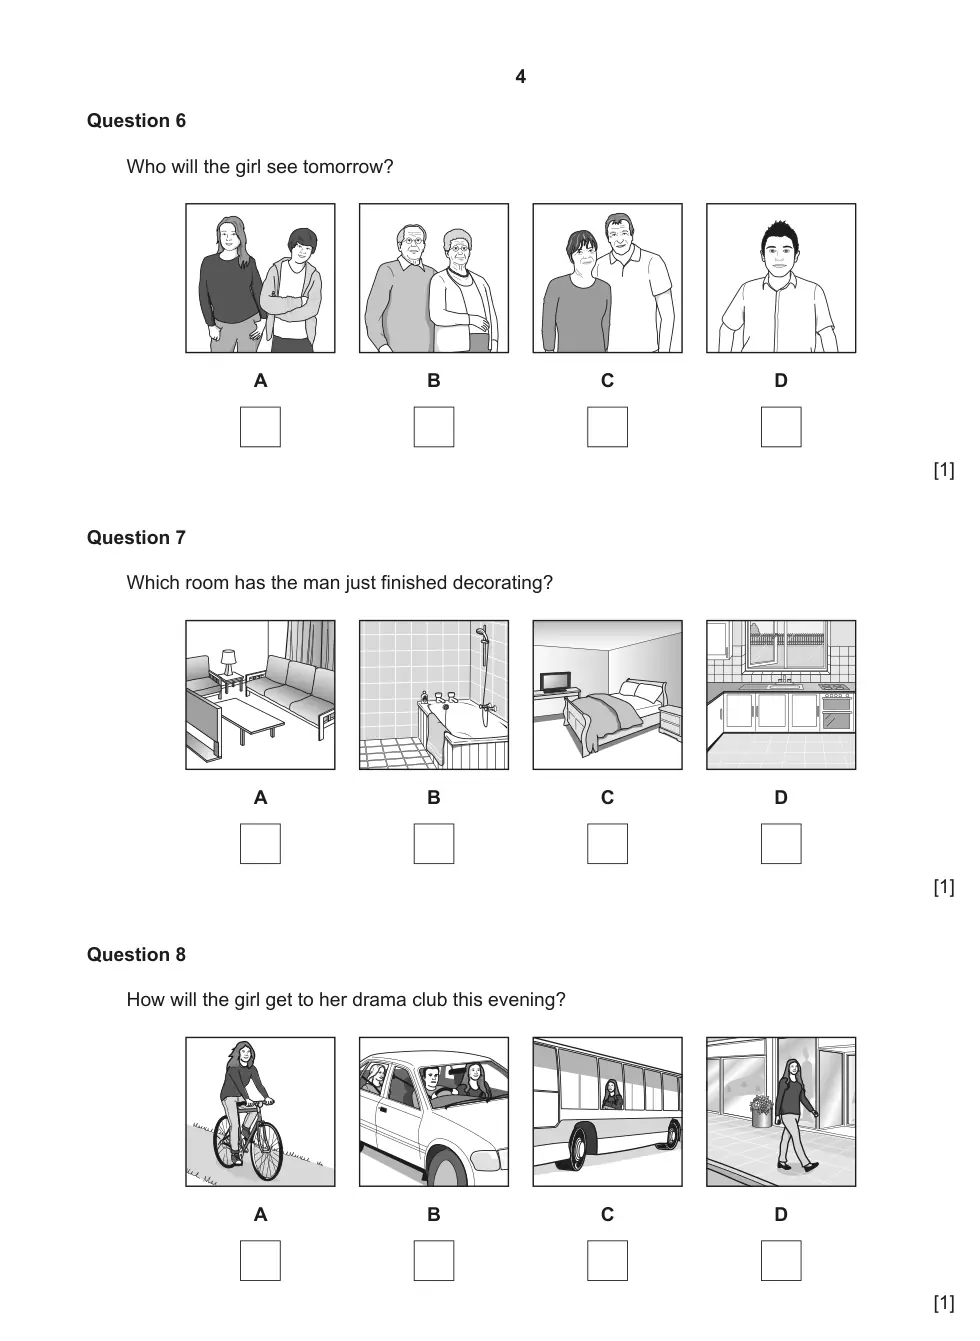 4
Question 6
Who will the girl see tomorrow?
A B C D
[1]
Question 7
Which room has the man just finished decorating?
A B C D
[1]
Question 8
How will the girl get to her drama club this evening?
A B C D
[1]